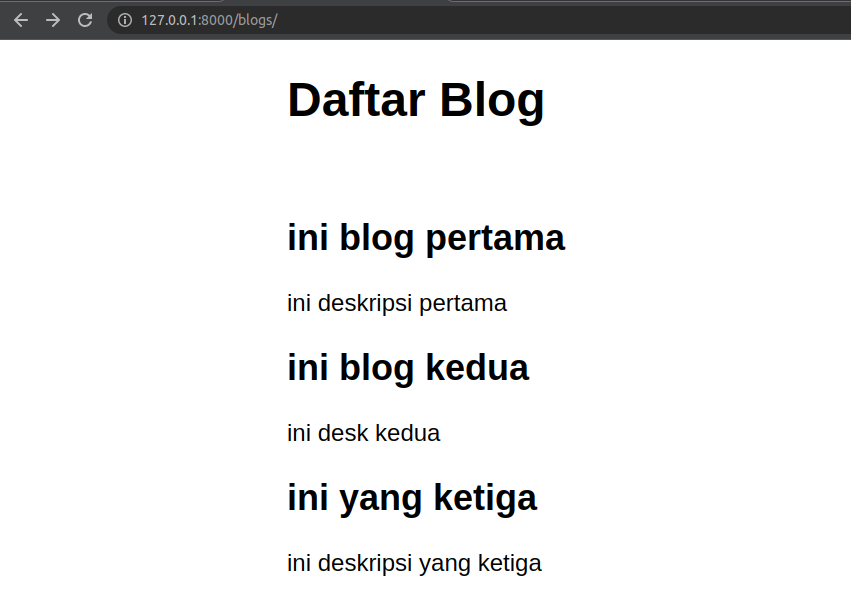 127.0.0.1:8000/blogs/
Daftar Blog
ini blog pertama
ini deskripsi pertama
ini blog kedua
ini desk kedua
ini yang ketiga
ini deskripsi yang ketiga